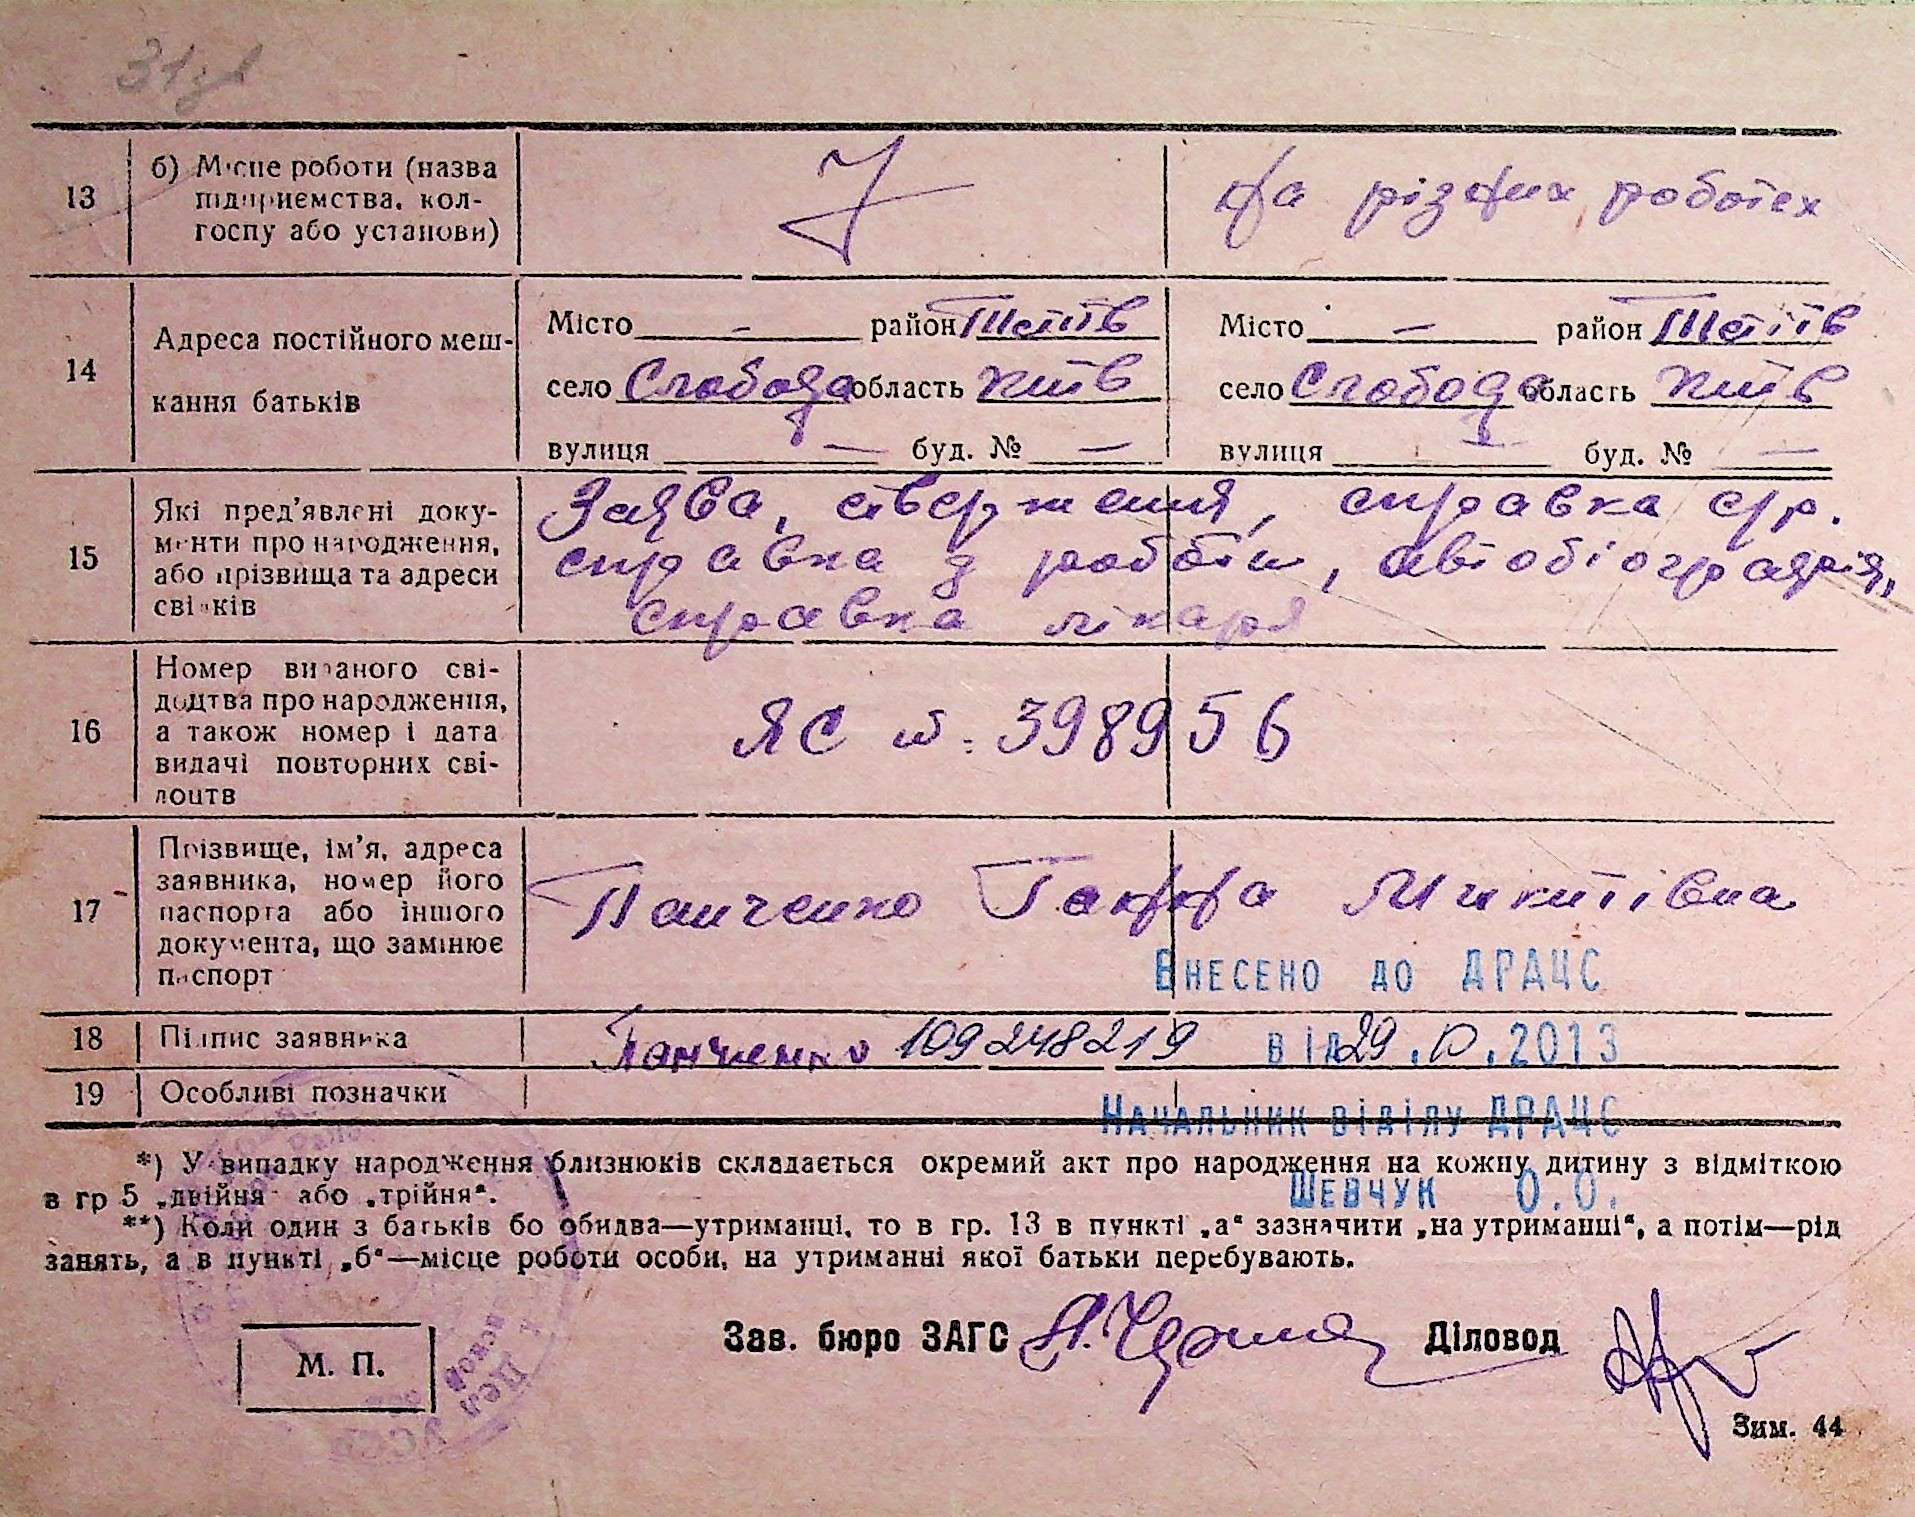 13
б) Місце роботи (назва
підприємства, кол-
госпу або установи)
На різних роботах
14
Адреса постійного меш-
кання батьків
Місто — район Тетіїв
село Слобода область Київ
вулиця — буд. № —
Місто — район Тетіїв
село Слобода область Київ
вулиця — буд. № —
15
Які пред'явлені доку-
менти про народження,
або прізвища та адреси
свідків
Заява, ствердження, справка с/р.
справка з роботи, автобіографія,
справка лікаря
16
Номер виданого сві-
доцтва про народження,
а також номер і дата
видачі повторних сві-
доцтв
ЯС № 398956
17
Прізвище, ім'я, адреса
заявника, номер його
паспорта або іншого
документа, що замінює
паспорт
Панченко Ганна Микитівна
Внесено до ДРАЦС
18
Підпис заявника
Панченко 109248219 від 29. .2013
19
Особливі позначки
Начальник відділу ДРАЦС
*) У випадку народження близнюків складається окремий акт про народження на кожну дитину з відміткою
в гр 5 „двійня" або „трійня".
Шевчук О.О.
**) Коли один з батьків бо обидва—утриманці, то в гр. 13 в пункті „а" зазначити „на утриманні", а потім—рід
занять, а в пункті „б"—місце роботи особи, на утриманні якої батьки перебувають.
М. П.
Зав. бюро ЗАГС
Діловод
Зим. 44